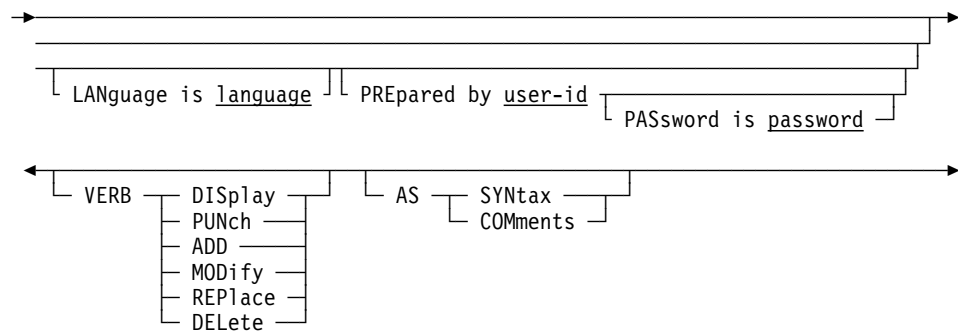 LANguage is language PREpared by user-id
PASsword is password
VERB DISplay AS SYNtax
PUNch COMments
ADD
MODify
REPlace
DELete